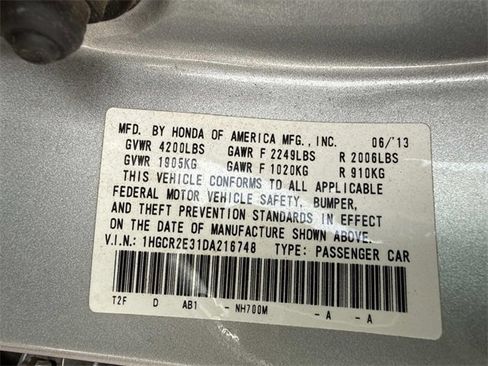 MFD. BY HONDA OF AMERICA MFG., INC. 06/'13
GVWR 4200LBS GAWR F 2249LBS R 2006LBS
GVWR 1905KG GAWR F 1020KG R 910KG
THIS VEHICLE CONFORMS TO ALL APPLICABLE
FEDERAL MOTOR VEHICLE SAFETY, BUMPER,
AND THEFT PREVENTION STANDARDS IN EFFECT
ON THE DATE OF MANUFACTURE SHOWN ABOVE.
V.I.N.: 1HGCR2E31DA216748 TYPE: PASSENGER CAR
T2F D AB1 - NH700M - A - A